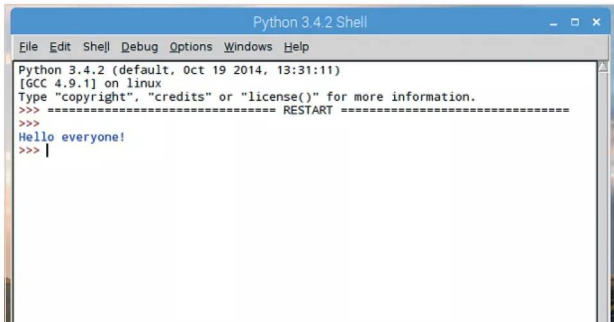 Python 3.4.2 Shell
File Edit Shell Debug Options Windows Help
Python 3.4.2 (default, Oct 19 2014, 13:31:11)
[GCC 4.9.1] on linux
Type "copyright", "credits" or "license()" for more information.
>>> ================================ RESTART ================================
>>>
Hello everyone!
>>>